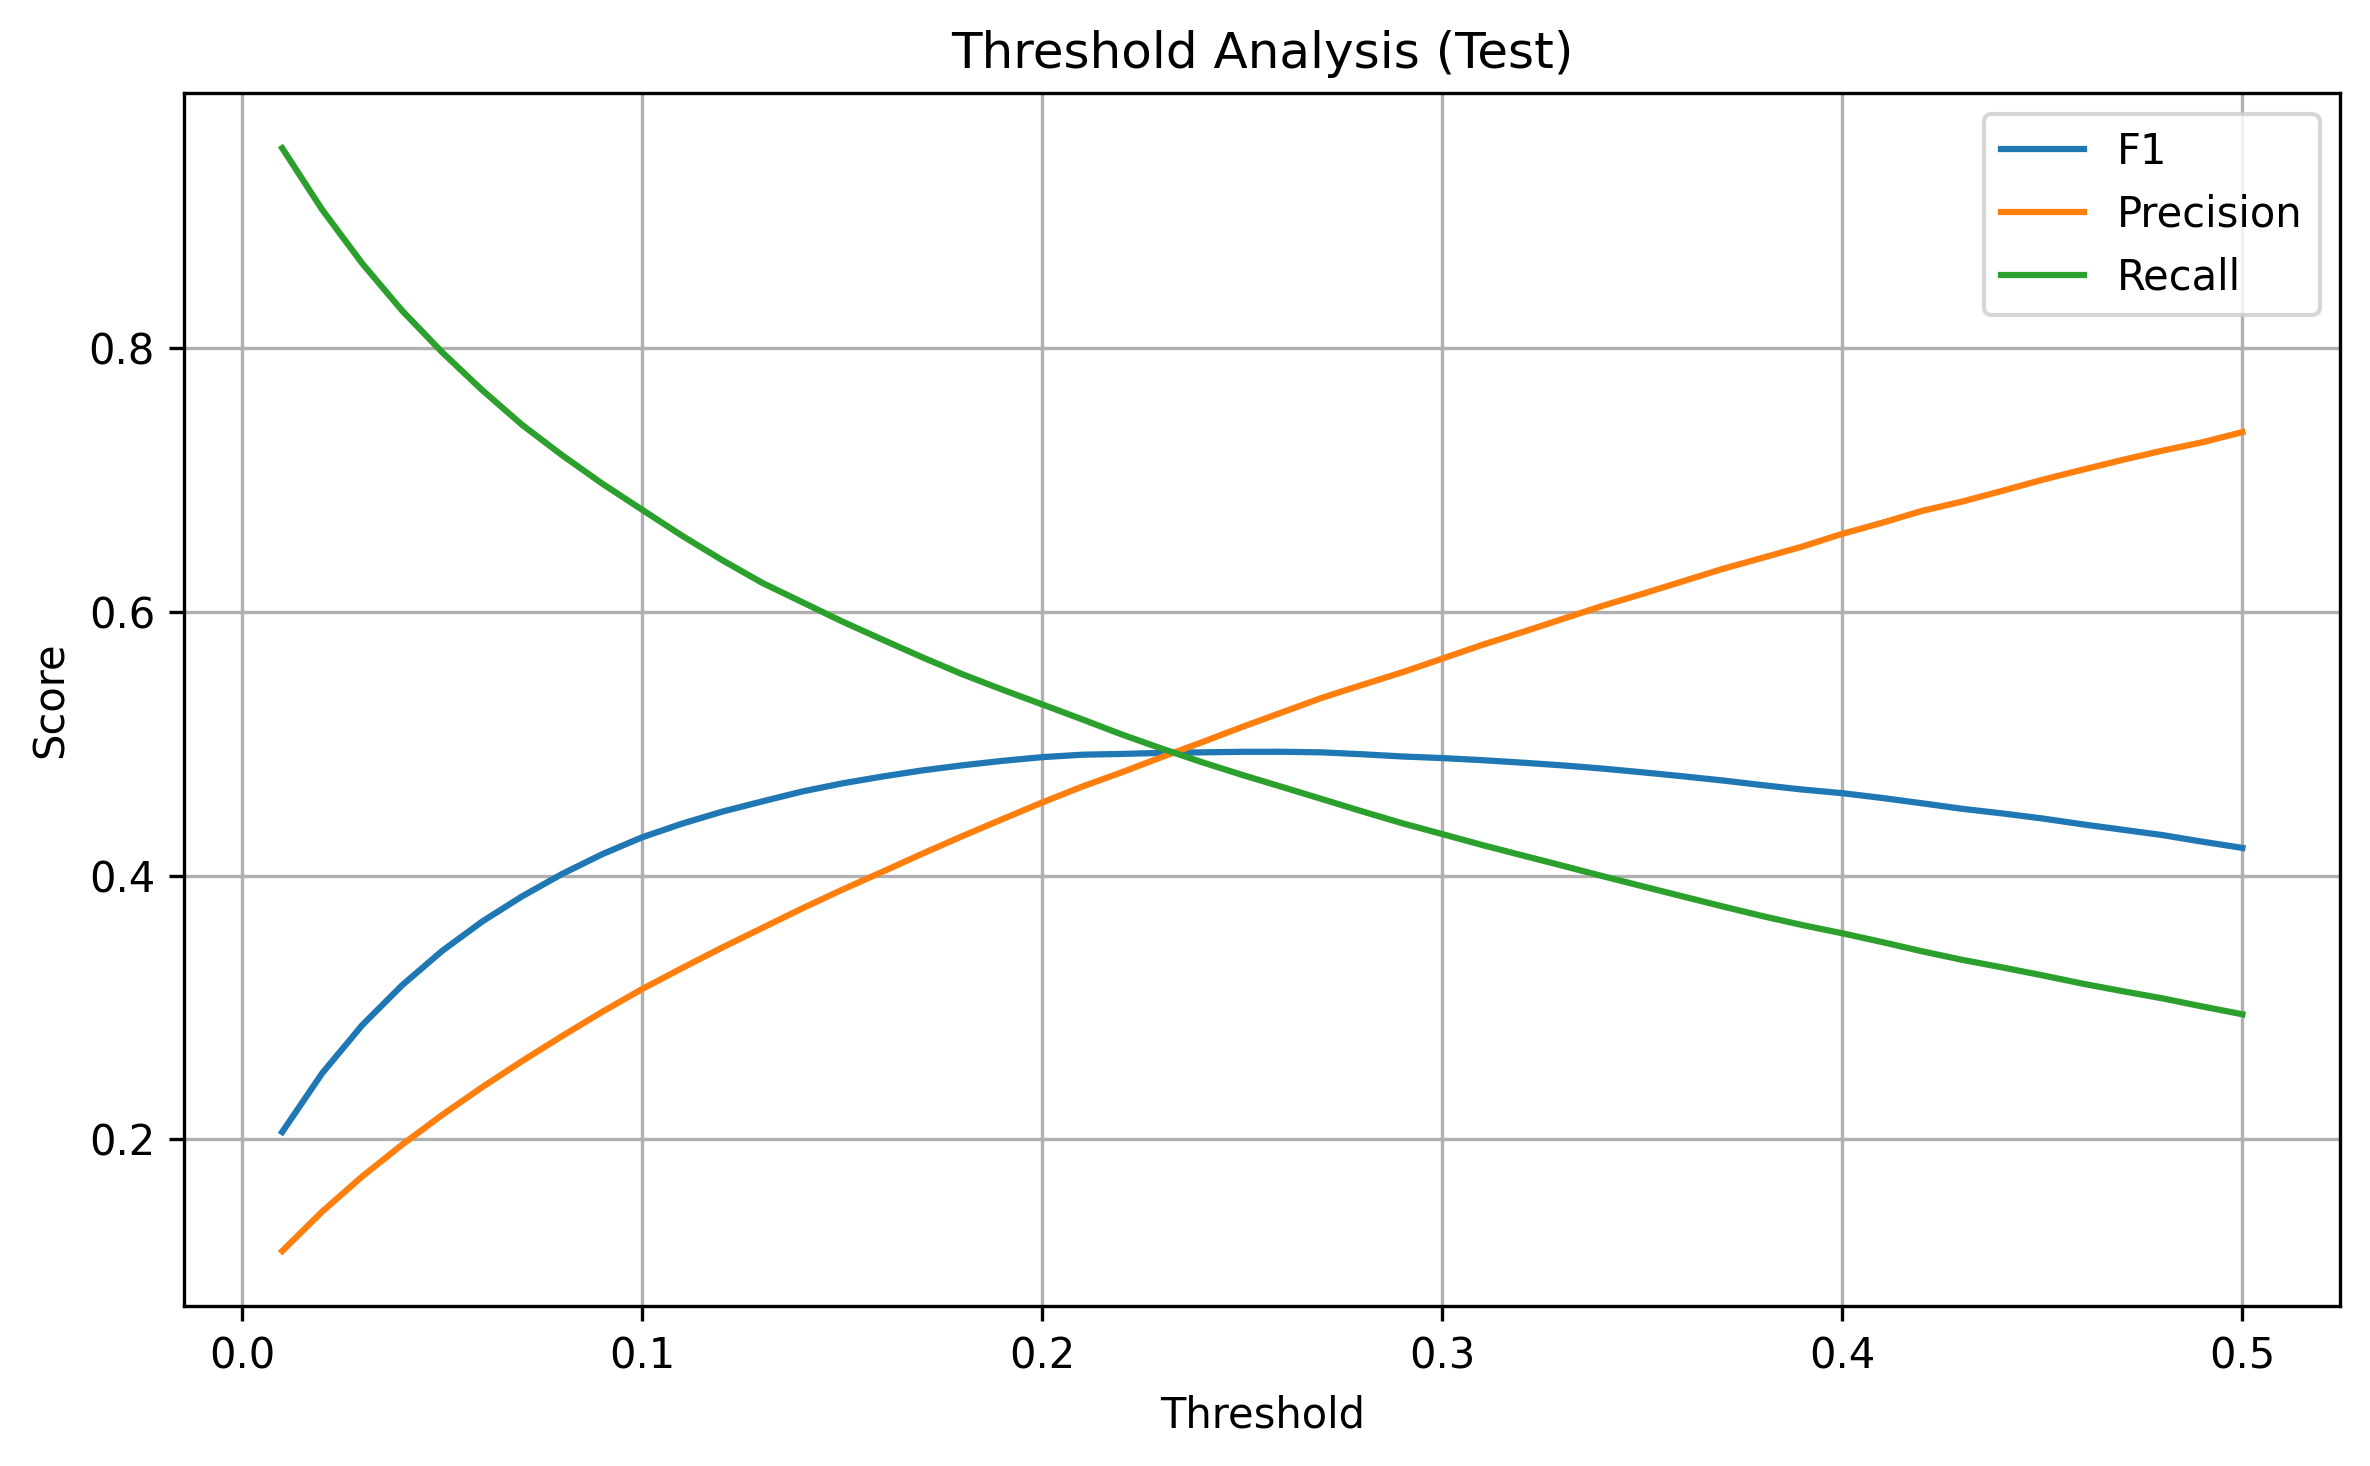 Threshold Analysis (Test)
F1
Precision
Recall
Score
0.8
0.6
0.4
0.2
0.0 0.1 0.2 0.3 0.4 0.5
Threshold